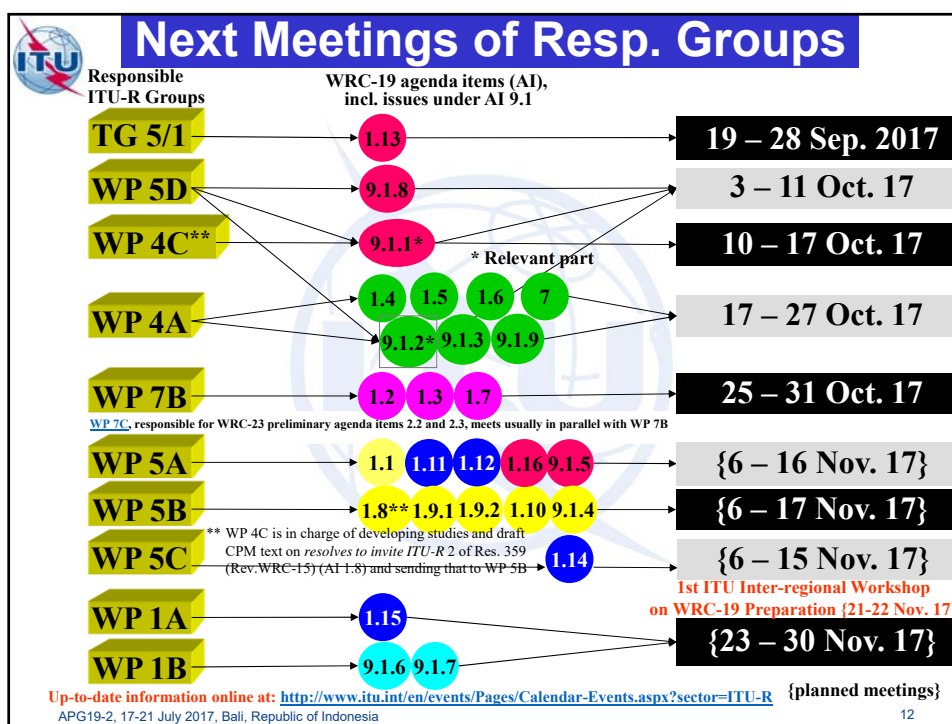 Next Meetings of Resp. Groups
ITU
Responsible
ITU-R Groups
WRC-19 agenda items (AI),
incl. issues under AI 9.1
TG 5/1
1.13
19 – 28 Sep. 2017
WP 5D
9.1.8
3 – 11 Oct. 17
WP 4C**
9.1.1*
10 – 17 Oct. 17
* Relevant part
WP 4A
1.4 1.5 1.6 7
9.1.2* 9.1.3 9.1.9
17 – 27 Oct. 17
WP 7B
1.2 1.3 1.7
25 – 31 Oct. 17
WP 7C, responsible for WRC-23 preliminary agenda items 2.2 and 2.3, meets usually in parallel with WP 7B
WP 5A
1.1 1.11 1.12 1.16 9.1.5
{6 – 16 Nov. 17}
WP 5B
1.8** 1.9.1 1.9.2 1.10 9.1.4
{6 – 17 Nov. 17}
** WP 4C is in charge of developing studies and draft
CPM text on resolves to invite ITU-R 2 of Res. 359
(Rev.WRC-15) (AI 1.8) and sending that to WP 5B
WP 5C
1.14
{6 – 15 Nov. 17}
1st ITU Inter-regional Workshop
on WRC-19 Preparation {21-22 Nov. 17
WP 1A
1.15
{23 – 30 Nov. 17}
WP 1B
9.1.6 9.1.7
Up-to-date information online at: http://www.itu.int/en/events/Pages/Calendar-Events.aspx?sector=ITU-R
{planned meetings}
APG19-2, 17-21 July 2017, Bali, Republic of Indonesia
12